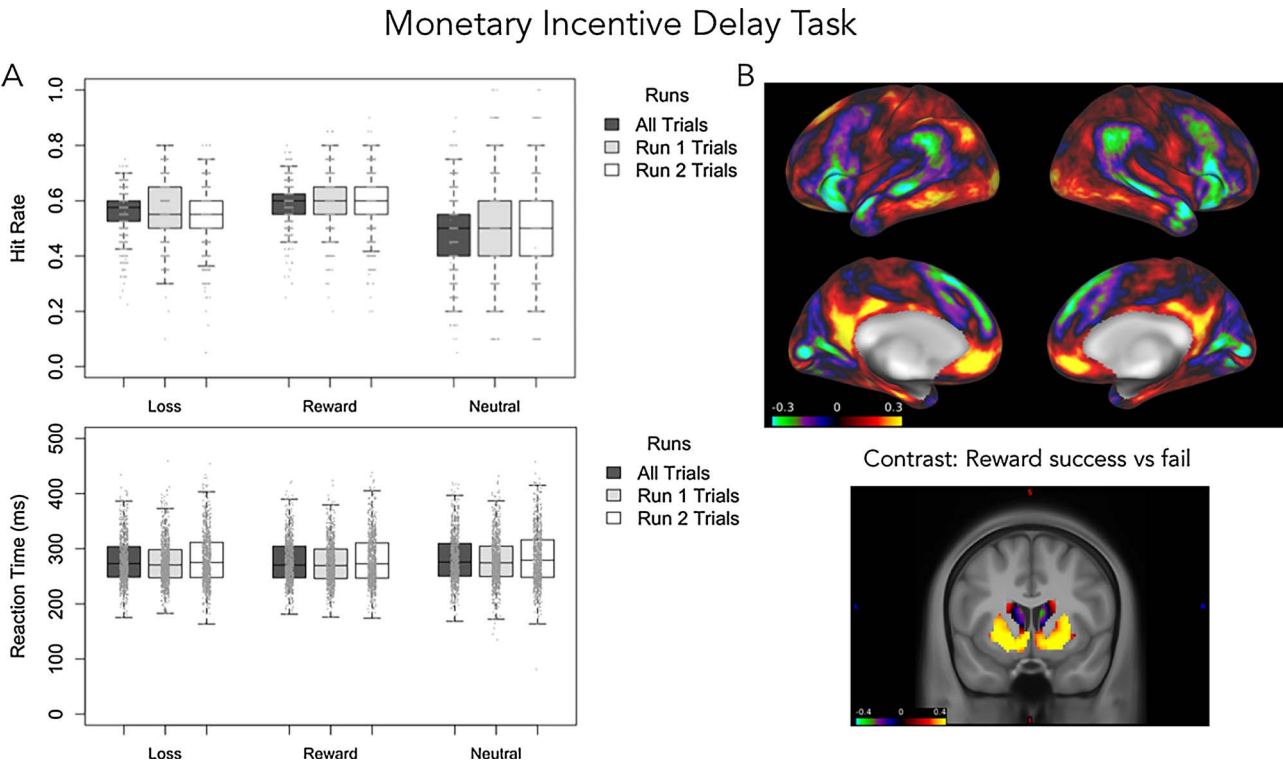 Monetary Incentive Delay Task
A
Hit Rate
1.0
0.8
0.6
0.4
0.2
0.0
Loss
Reward
Neutral
Runs
All Trials
Run 1 Trials
Run 2 Trials
Reaction Time (ms)
500
400
300
200
100
0
Loss
Reward
Neutral
Runs
All Trials
Run 1 Trials
Run 2 Trials
B
-0.3
0
0.3
Contrast: Reward success vs fail
S
-0.4
0
0.4